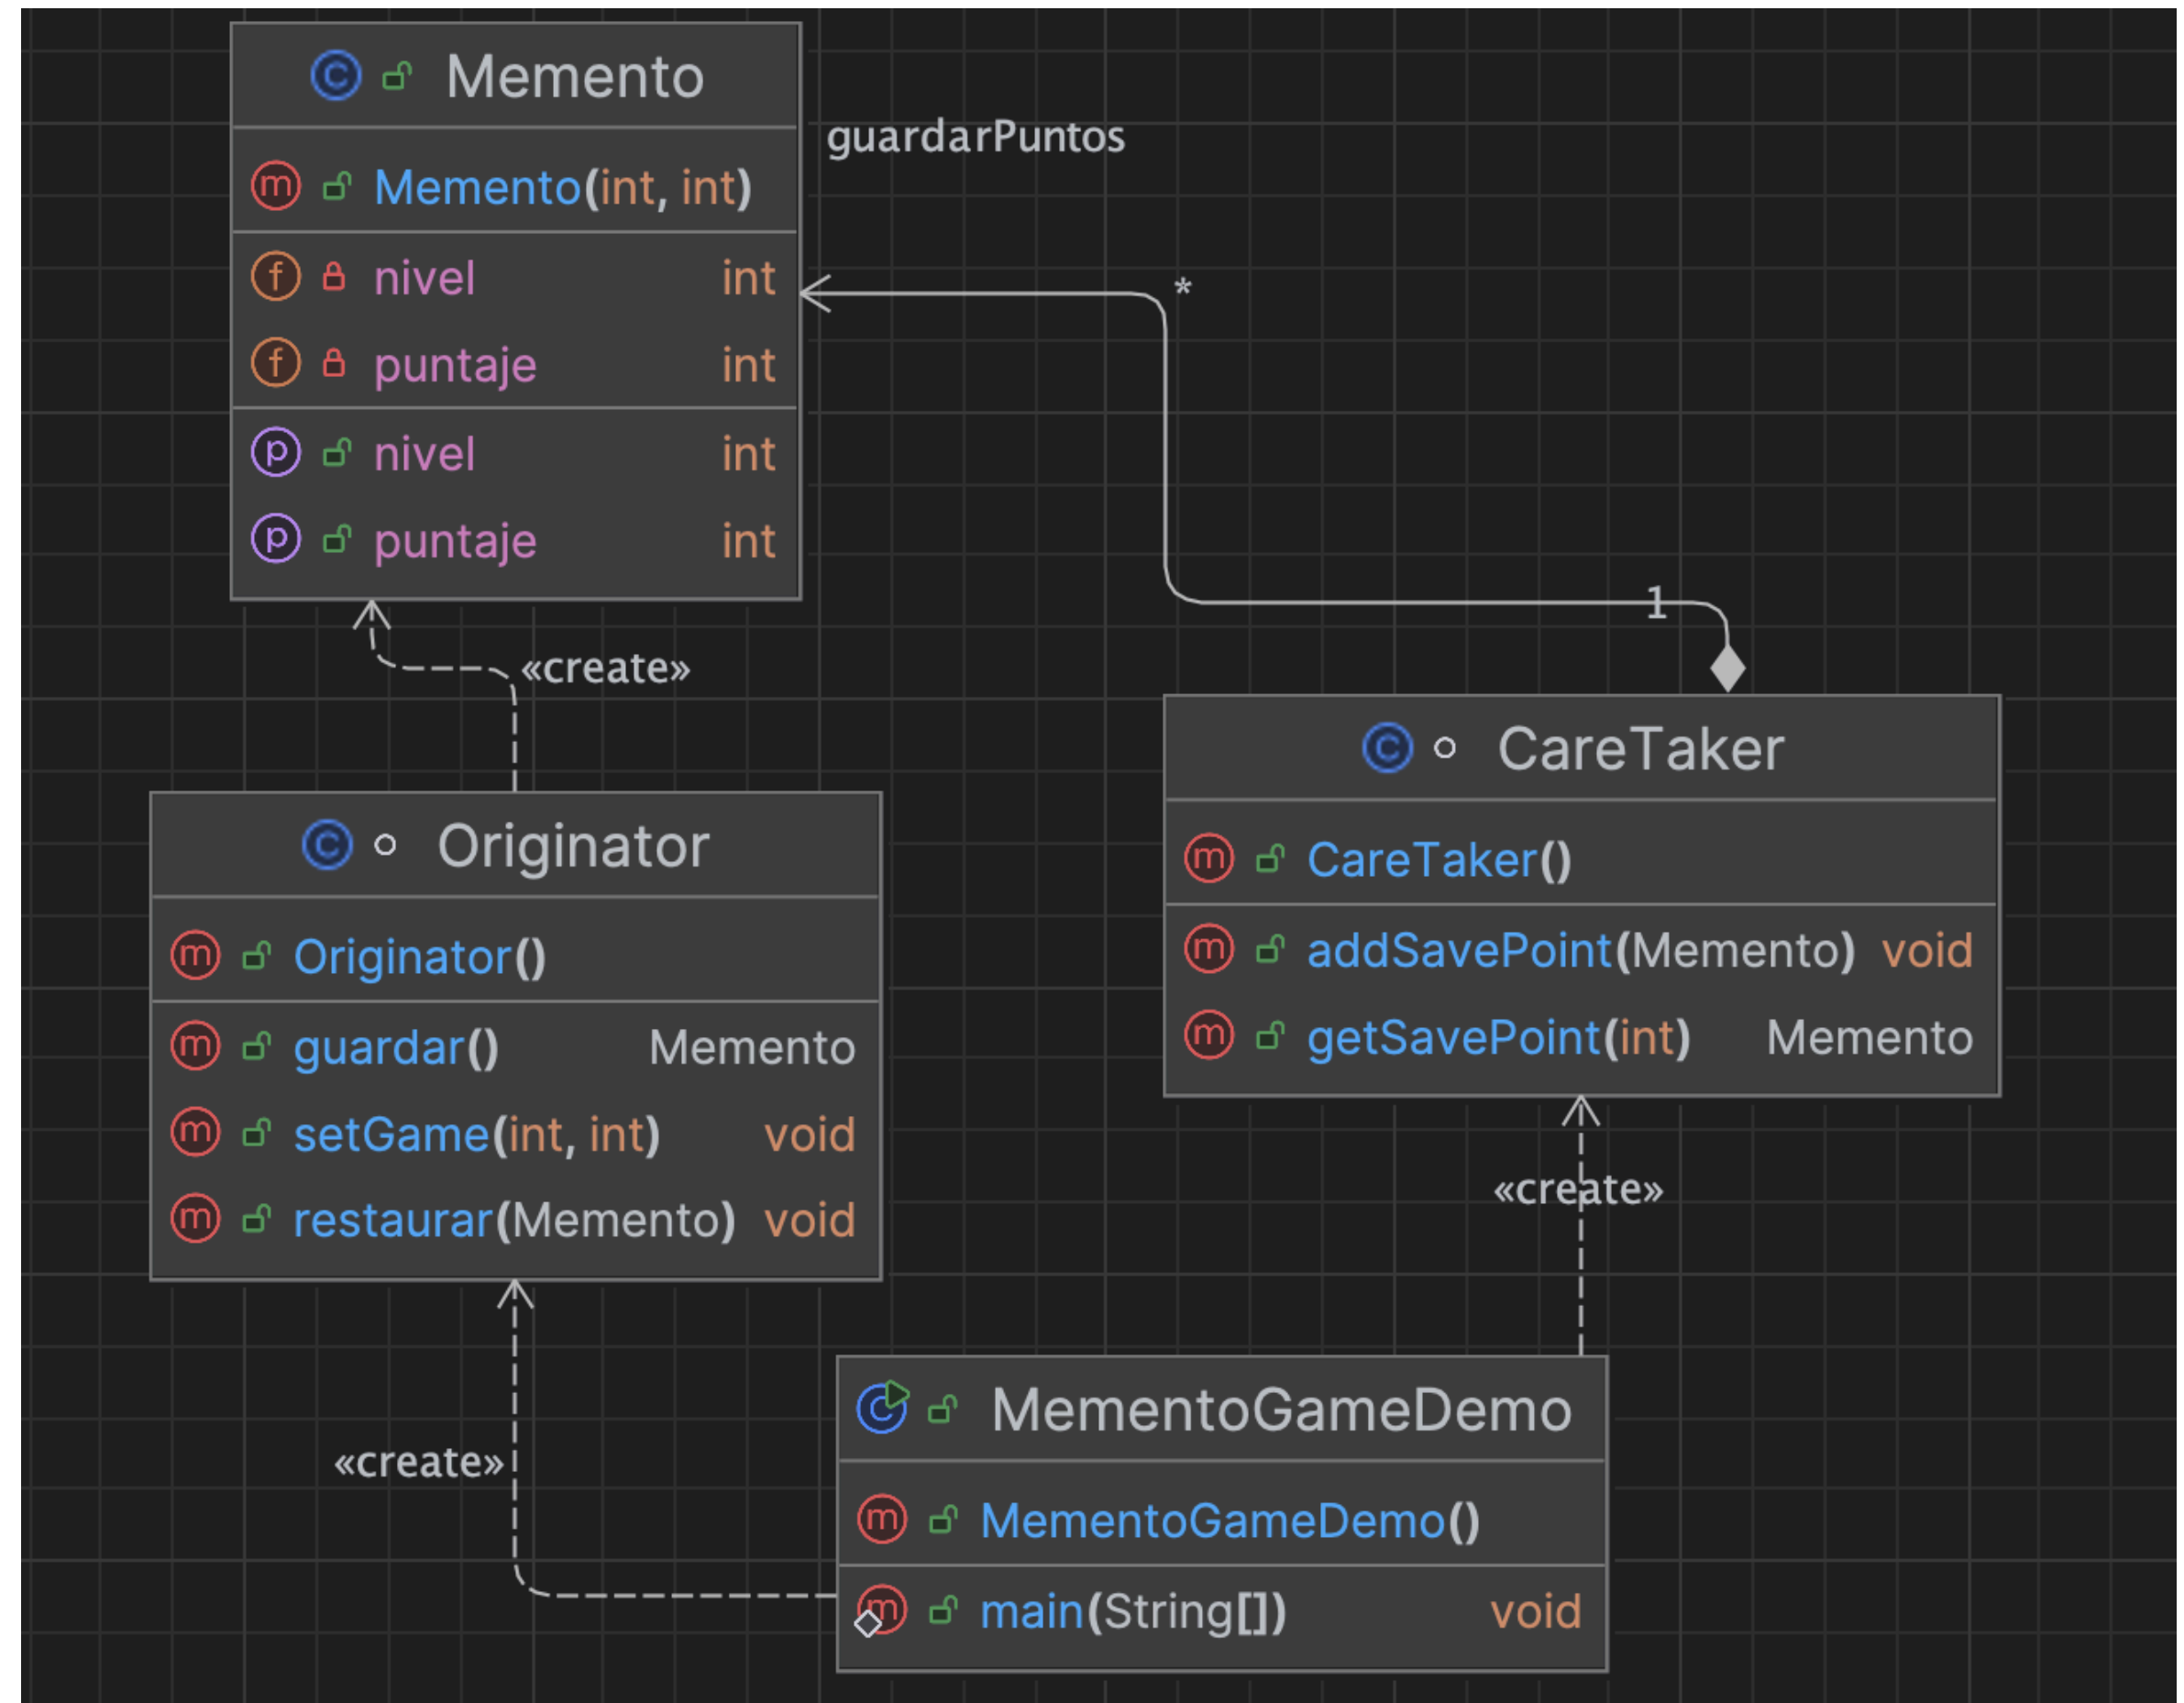 Memento
Memento(int, int)
nivel int
puntaje int
nivel int
puntaje int
guardarPuntos
*
1
«create»
CareTaker
CareTaker()
addSavePoint(Memento) void
getSavePoint(int) Memento
Originator
Originator()
guardar() Memento
setGame(int, int) void
restaurar(Memento) void
«create»
«create»
MementoGameDemo
MementoGameDemo()
main(String[]) void